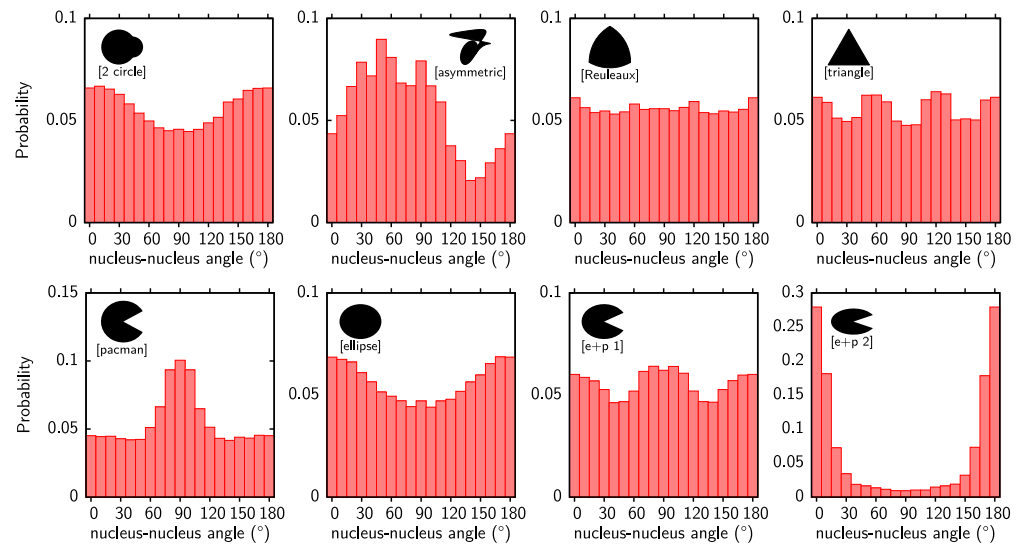 0.1
0.05
0
Probability
[2 circle]
0 30 60 90 120 150 180
nucleus-nucleus angle (°)
0.1
0.05
0
[asymmetric]
0 30 60 90 120 150 180
nucleus-nucleus angle (°)
0.1
0.05
0
[Reuleaux]
0 30 60 90 120 150 180
nucleus-nucleus angle (°)
0.1
0.05
0
[triangle]
0 30 60 90 120 150 180
nucleus-nucleus angle (°)
0.15
0.1
0.05
0
Probability
[pacman]
0 30 60 90 120 150 180
nucleus-nucleus angle (°)
0.1
0.05
0
[ellipse]
0 30 60 90 120 150 180
nucleus-nucleus angle (°)
0.1
0.05
0
[e+p 1]
0 30 60 90 120 150 180
nucleus-nucleus angle (°)
0.3
0.25
0.2
0.15
0.1
0.05
0
[e+p 2]
0 30 60 90 120 150 180
nucleus-nucleus angle (°)